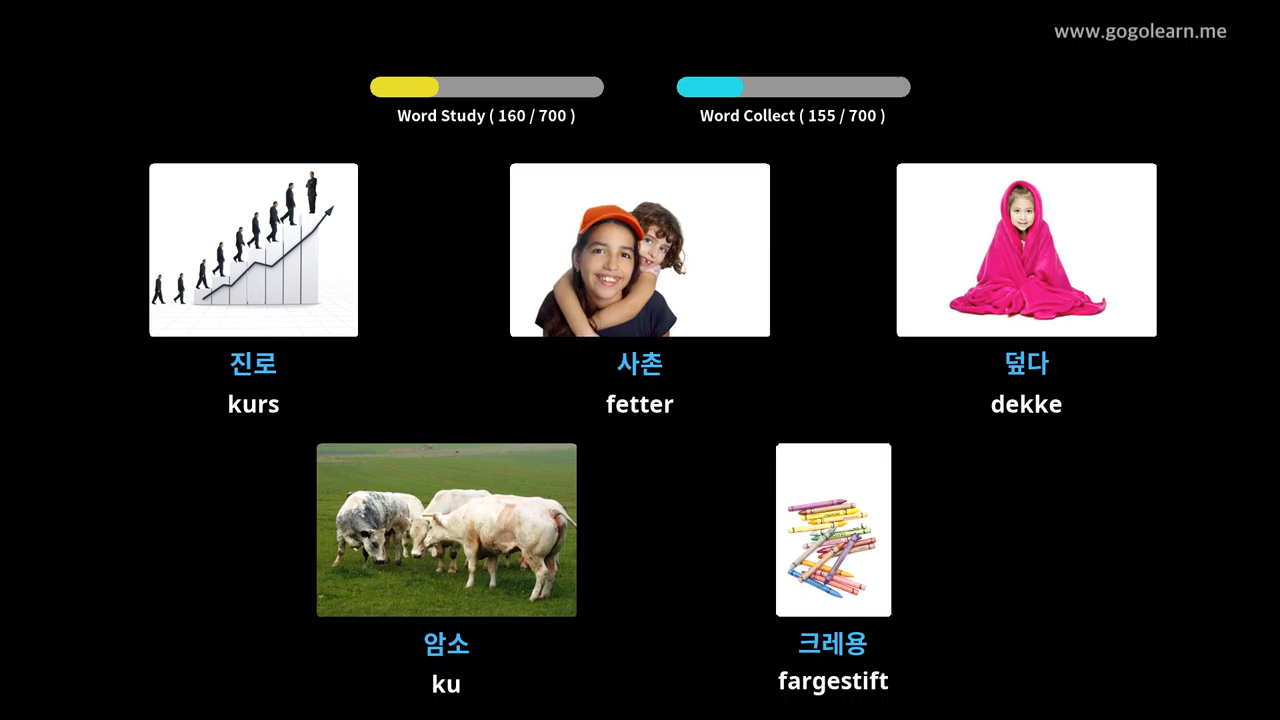 www.gogolearn.me
Word Study ( 160 / 700 )
Word Collect ( 155 / 700 )
진로
kurs
사촌
fetter
덮다
dekke
암소
ku
크레용
fargestift